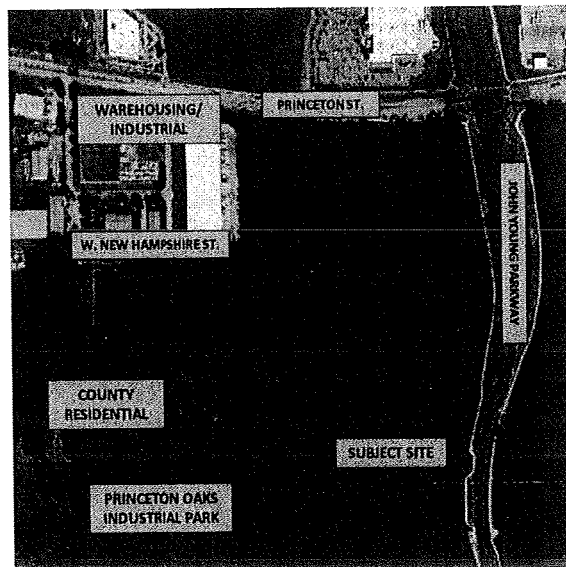 WAREHOUSING/
INDUSTRIAL
PRINCETON ST.
JOHN YOUNG PARKWAY
W. NEW HAMPSHIRE ST.
COUNTY
RESIDENTIAL
SUBJECT SITE
PRINCETON OAKS
INDUSTRIAL PARK